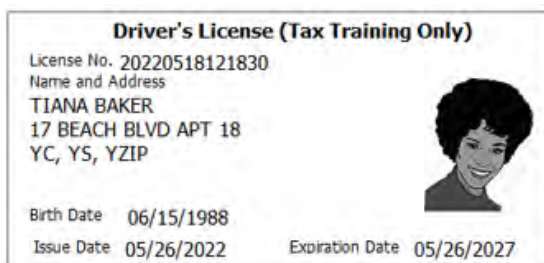 Driver's License (Tax Training Only)
License No. 20220518121830
Name and Address
TIANA BAKER
17 BEACH BLVD APT 18
YC, YS, YZIP
Birth Date 06/15/1988
Issue Date 05/26/2022 Expiration Date 05/26/2027